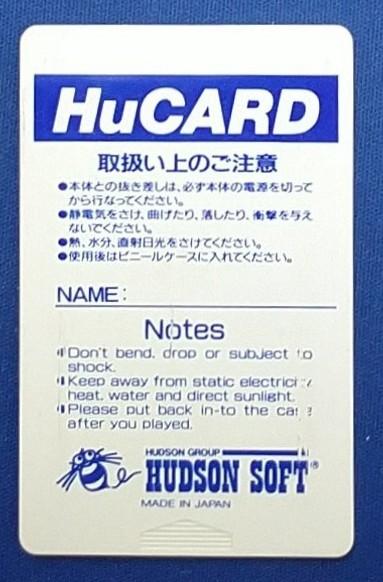 HuCARD
取扱い上のご注意
●本体との抜き差しは、必ず本体の電源を切って
から行なってください。
●静電気をさけ、曲げたり、落したり、衝撃を与え
ないでください。
●熱、水分、直射日光をさけてください。
●使用後はビニールケースに入れてください。
NAME:
Notes
Don't bend, drop or subject to
shock.
Keep away from static electrici
heat, water and direct sunlight.
Please put back in-to the
after you played.
HUDSON GROUP
HUDSON SOFT®
MADE IN JAPAN